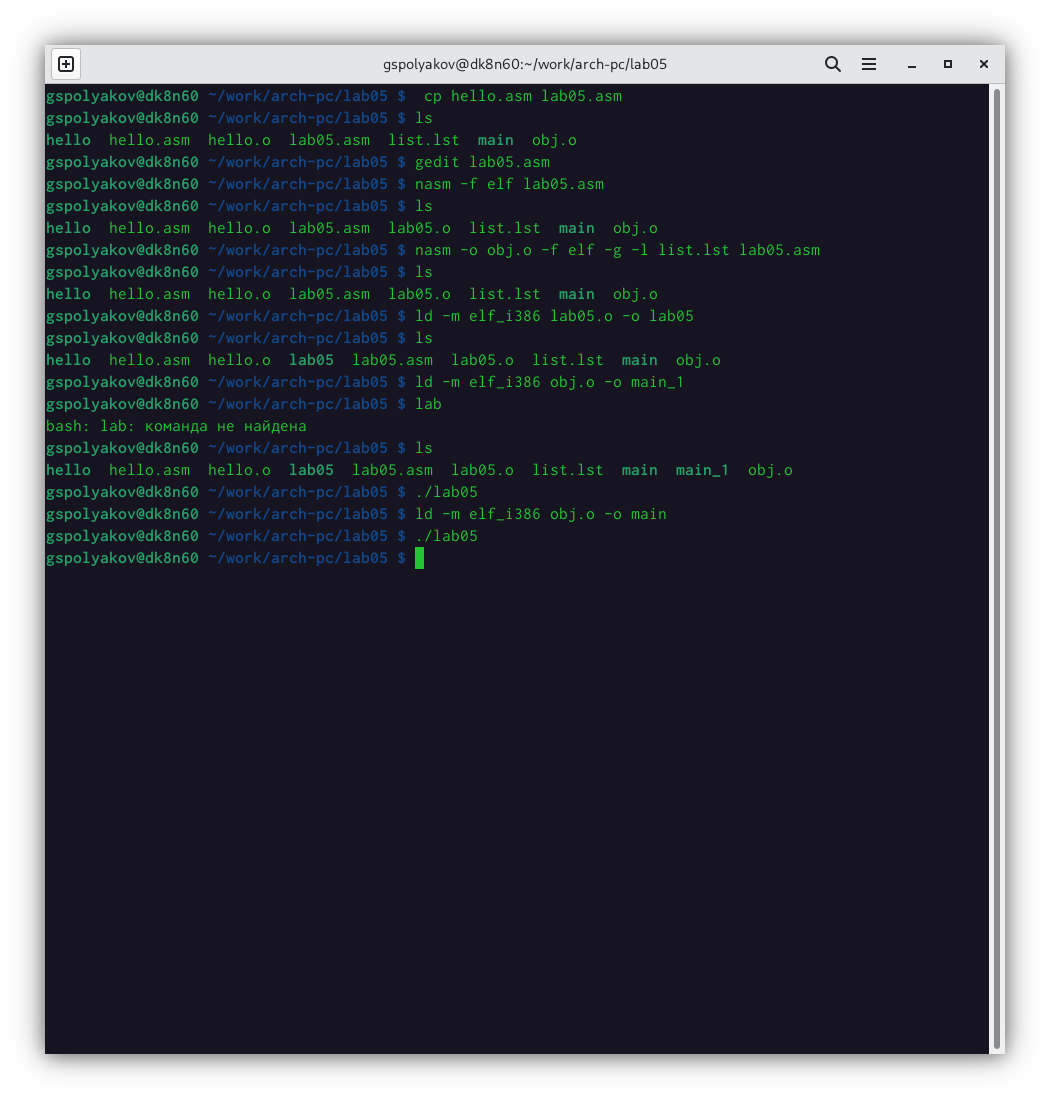 gspolyakov@dk8n60:~/work/arch-pc/lab05
gspolyakov@dk8n60 ~/work/arch-pc/lab05 $  cp hello.asm lab05.asm
gspolyakov@dk8n60 ~/work/arch-pc/lab05 $ ls
hello  hello.asm  hello.o  lab05.asm  list.lst  main  obj.o
gspolyakov@dk8n60 ~/work/arch-pc/lab05 $ gedit lab05.asm
gspolyakov@dk8n60 ~/work/arch-pc/lab05 $ nasm -f elf lab05.asm
gspolyakov@dk8n60 ~/work/arch-pc/lab05 $ ls
hello  hello.asm  hello.o  lab05.asm  lab05.o  list.lst  main  obj.o
gspolyakov@dk8n60 ~/work/arch-pc/lab05 $ nasm -o obj.o -f elf -g -l list.lst lab05.asm
gspolyakov@dk8n60 ~/work/arch-pc/lab05 $ ls
hello  hello.asm  hello.o  lab05.asm  lab05.o  list.lst  main  obj.o
gspolyakov@dk8n60 ~/work/arch-pc/lab05 $ ld -m elf_i386 lab05.o -o lab05
gspolyakov@dk8n60 ~/work/arch-pc/lab05 $ ls
hello  hello.asm  hello.o  lab05  lab05.asm  lab05.o  list.lst  main  obj.o
gspolyakov@dk8n60 ~/work/arch-pc/lab05 $ ld -m elf_i386 obj.o -o main_1
gspolyakov@dk8n60 ~/work/arch-pc/lab05 $ lab
bash: lab: команда не найдена
gspolyakov@dk8n60 ~/work/arch-pc/lab05 $ ls
hello  hello.asm  hello.o  lab05  lab05.asm  lab05.o  list.lst  main  main_1  obj.o
gspolyakov@dk8n60 ~/work/arch-pc/lab05 $ ./lab05
gspolyakov@dk8n60 ~/work/arch-pc/lab05 $ ld -m elf_i386 obj.o -o main
gspolyakov@dk8n60 ~/work/arch-pc/lab05 $ ./lab05
gspolyakov@dk8n60 ~/work/arch-pc/lab05 $